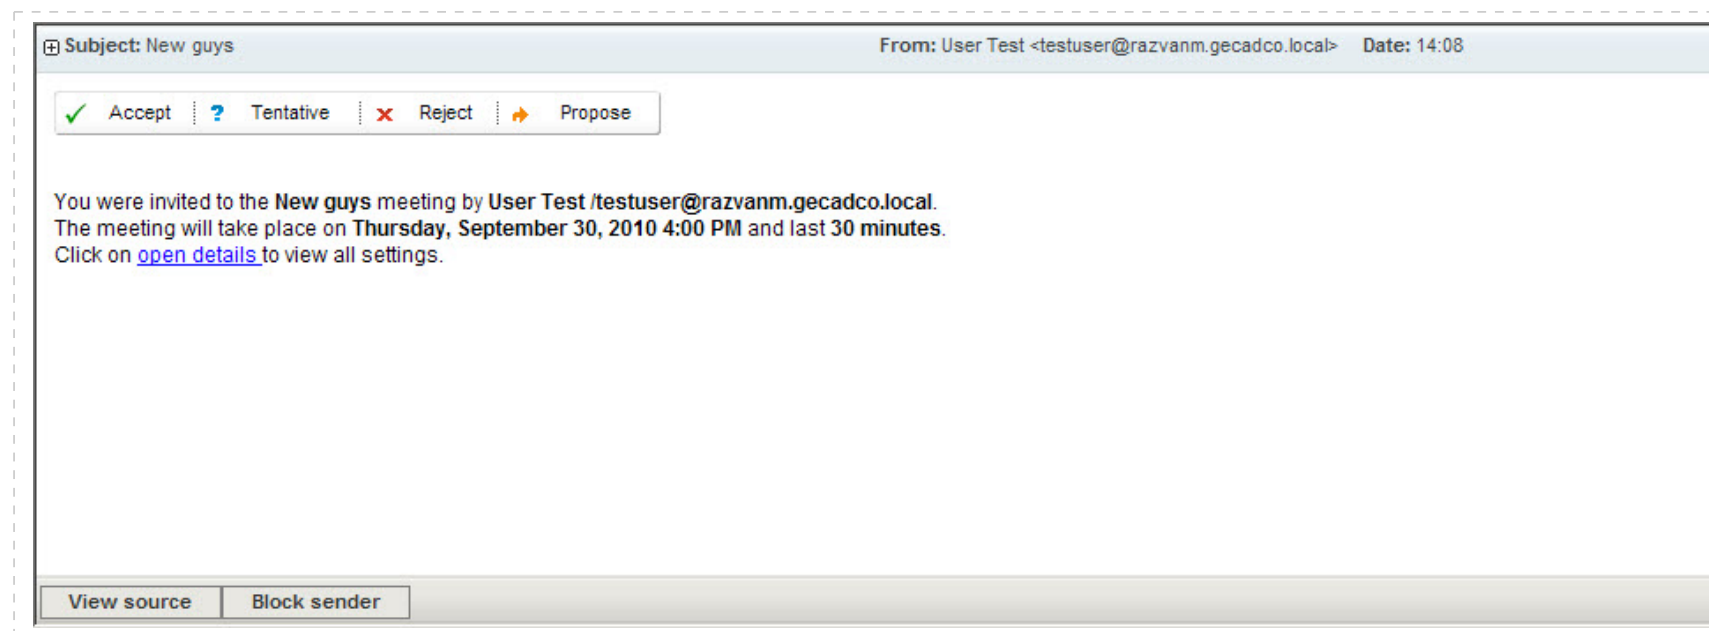 Subject: New guys From: User Test <testuser@razvanm.gecadco.local> Date: 14:08
Accept ? Tentative Reject Propose
You were invited to the New guys meeting by User Test /testuser@razvanm.gecadco.local.
The meeting will take place on Thursday, September 30, 2010 4:00 PM and last 30 minutes.
Click on open details to view all settings.
View source Block sender